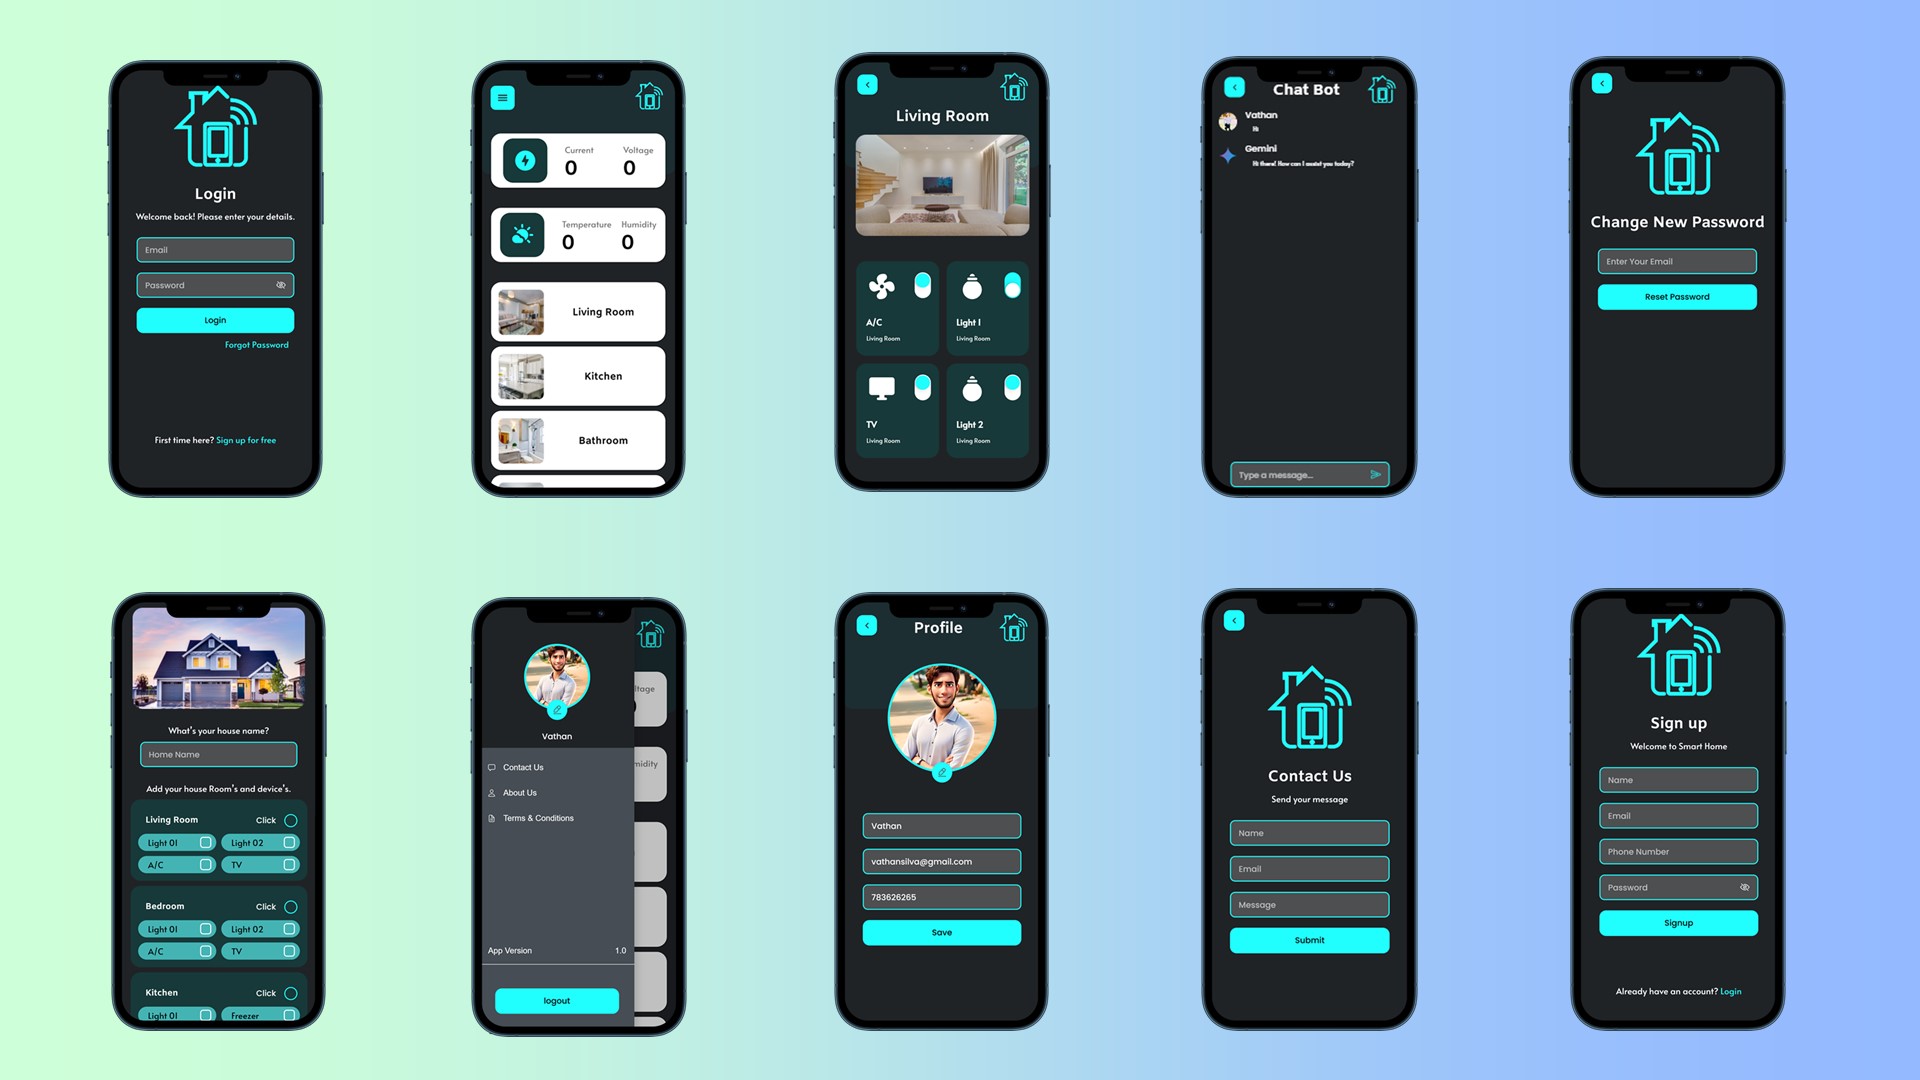 Login
Welcome back! Please enter your details.
Email
Password
Login
Forgot Password
First time here? Sign up for free
Current Voltage
0 0
Temperature Humidity
0 0
Living Room
Kitchen
Bathroom
Living Room
A/C
Living Room
Light 1
Living Room
TV
Living Room
Light 2
Living Room
Chat Bot
Vathan
Hi
Gemini
Hi there! How can I assist you today?
Type a message...
Change New Password
Enter Your Email
Reset Password
What's your house name?
Home Name
Add your house Room's and device's.
Living Room Click
Light 01 Light 02
A/C TV
Bedroom Click
Light 01 Light 02
A/C TV
Kitchen Click
Light 01 Freezer
Vathan
Contact Us
About Us
Terms & Conditions
App Version 1.0
logout
ltage
midity
Profile
Vathan
vathansilva@gmail.com
783626265
Save
Contact Us
Send your message
Name
Email
Message
Submit
Sign up
Welcome to Smart Home
Name
Email
Phone Number
Password
Signup
Already have an account? Login